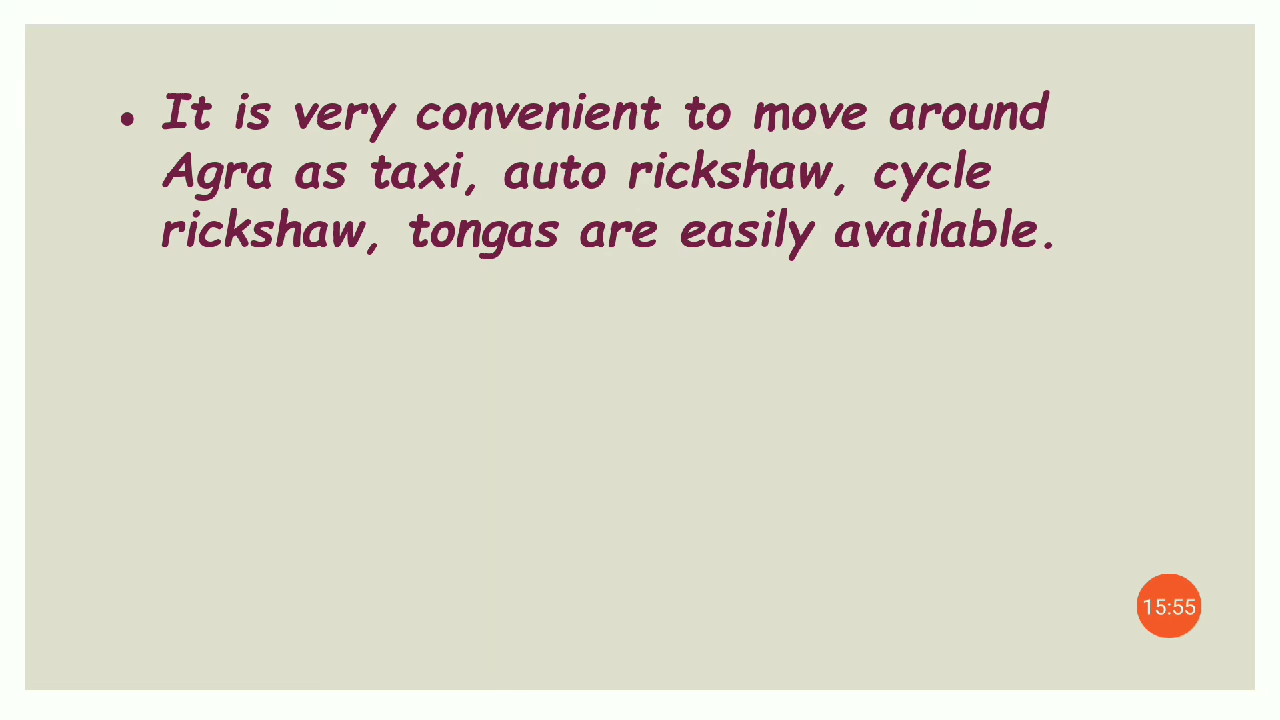 • It is very convenient to move around
Agra as taxi, auto rickshaw, cycle
rickshaw, tongas are easily available.
15:55